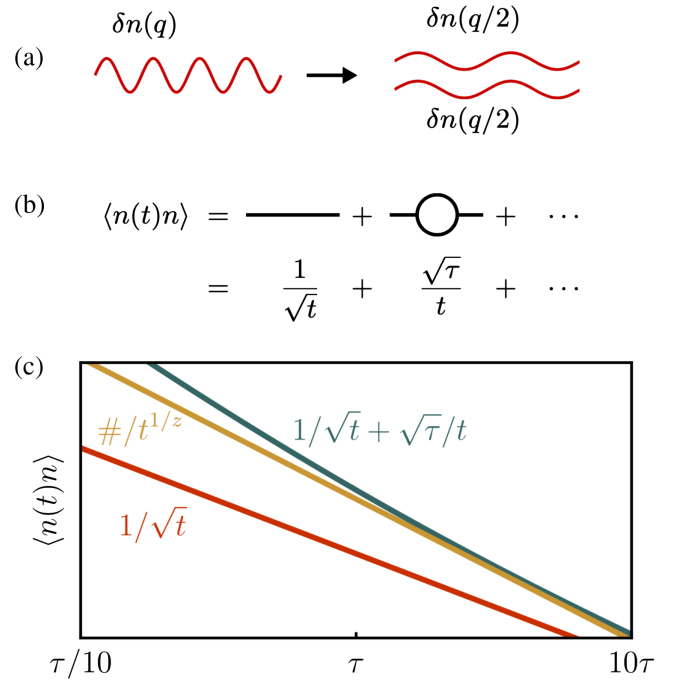 (a) δn(q) δn(q/2)
δn(q/2)
(b) ⟨n(t)n⟩ = + + ⋯
= 1/√t + √τ/t + ⋯
(c)
#/t^{1/z} 1/√t + √τ/t
1/√t
⟨n(t)n⟩
τ/10 τ 10τ